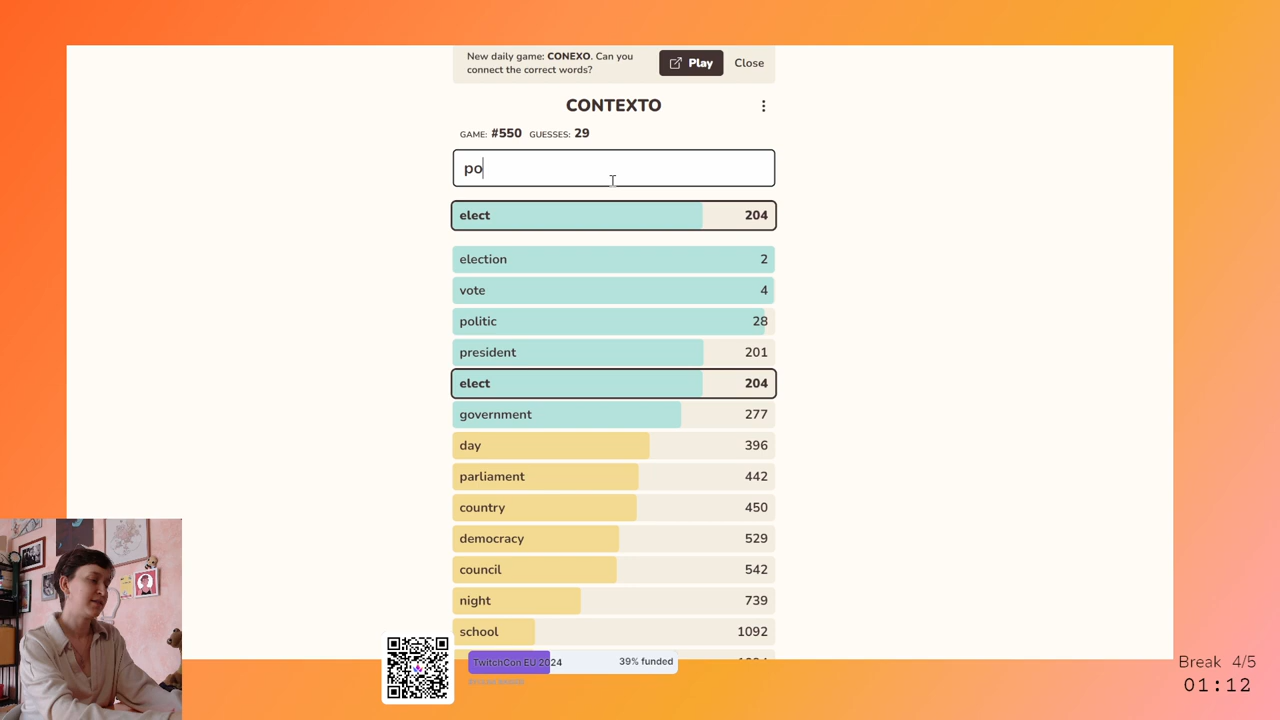 New daily game: CONEXO. Can you
connect the correct words?
Play
Close
CONTEXTO
GAME: #550 GUESSES: 29
po
elect 204
election 2
vote 4
politic 28
president 201
elect 204
government 277
day 396
parliament 442
country 450
democracy 529
council 542
night 739
school 1092
TwitchCon EU 2024 39% funded
Break 4/5
01:12